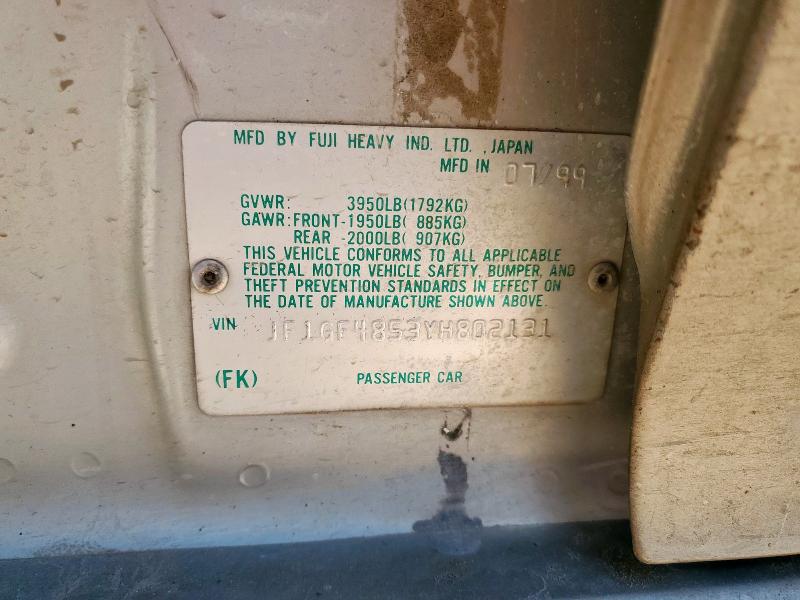 MFD BY FUJI HEAVY IND. LTD. , JAPAN
MFD IN 07/99
GVWR: 3950LB(1792KG)
GAWR:FRONT-1950LB( 885KG)
REAR -2000LB( 907KG)
THIS VEHICLE CONFORMS TO ALL APPLICABLE
FEDERAL MOTOR VEHICLE SAFETY, BUMPER, AND
THEFT PREVENTION STANDARDS IN EFFECT ON
THE DATE OF MANUFACTURE SHOWN ABOVE.
VIN JF1GF4853YH802131
(FK) PASSENGER CAR